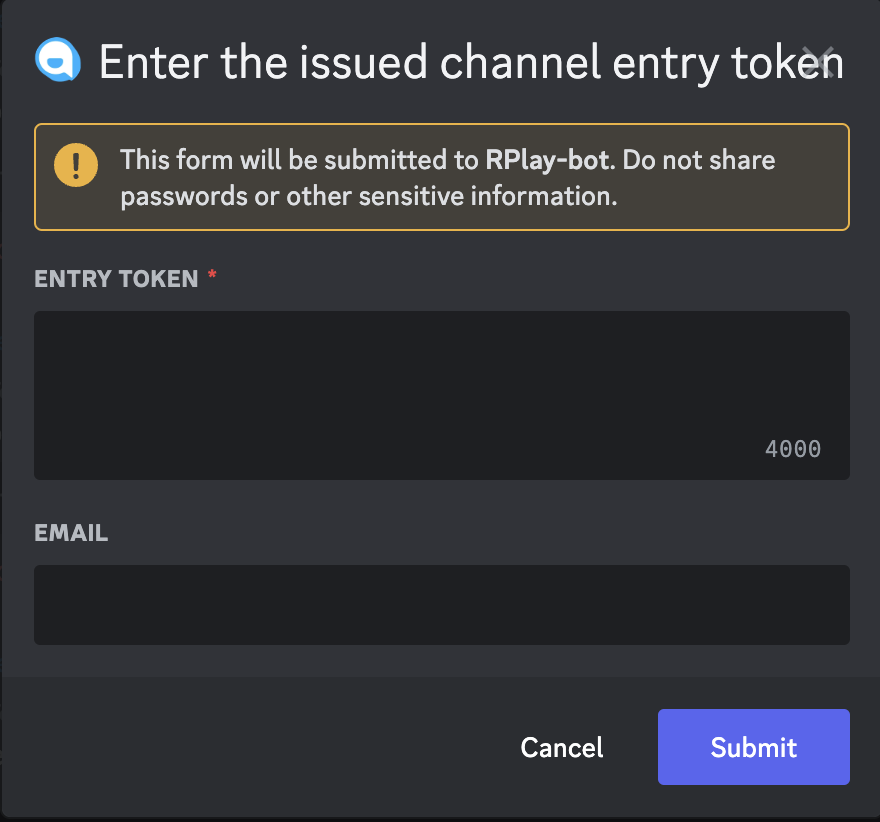 Enter the issued channel entry token
This form will be submitted to RPlay-bot. Do not share
passwords or other sensitive information.
ENTRY TOKEN *
4000
EMAIL
Cancel
Submit